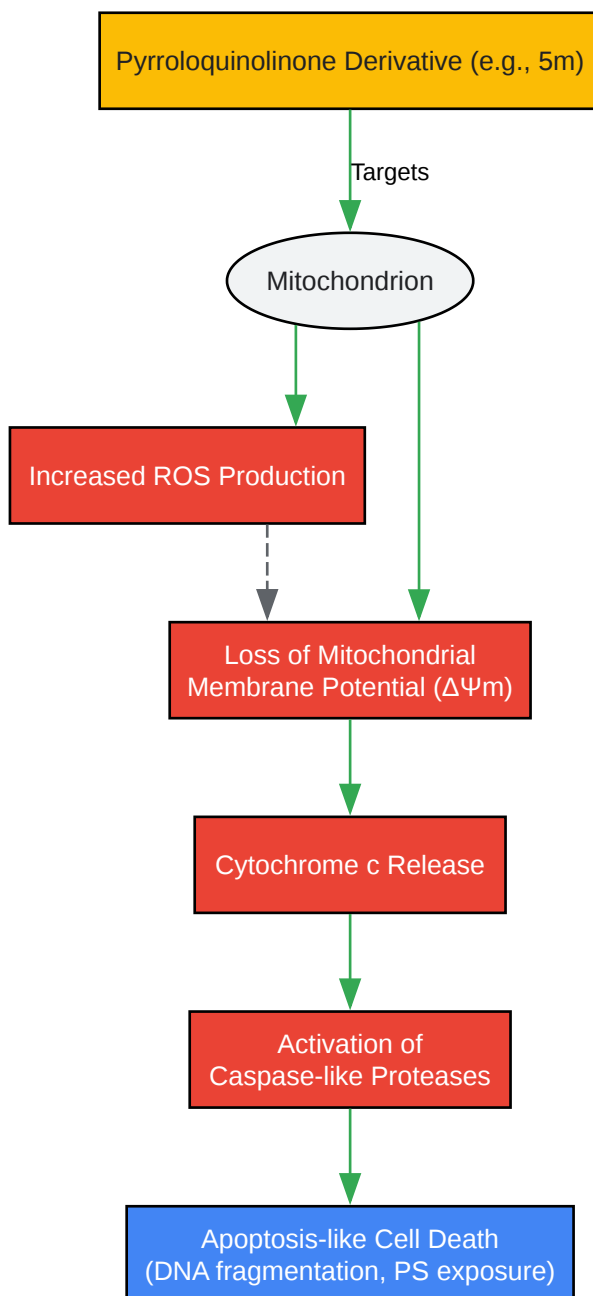 Pyrroloquinolinone Derivative (e.g., 5m)
Targets
Mitochondrion
Increased ROS Production
Loss of Mitochondrial
Membrane Potential (ΔΨm)
Cytochrome c Release
Activation of
Caspase-like Proteases
Apoptosis-like Cell Death
(DNA fragmentation, PS exposure)